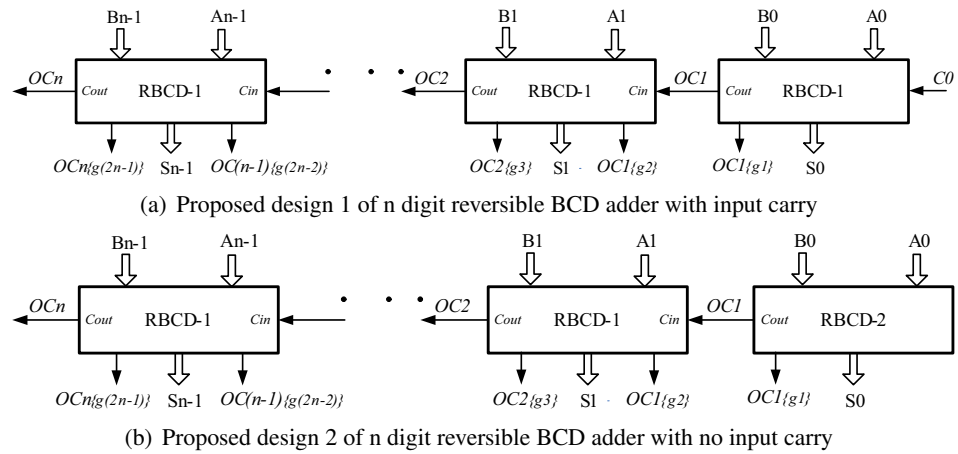 Bn-1 An-1 B1 A1 B0 A0
OCn Cout RBCD-1 Cin . . . OC2 Cout RBCD-1 Cin OC1 Cout RBCD-1 C0
OCn{g(2n-1)} Sn-1 OC(n-1){g(2n-2)} OC2{g3} S1 OC1{g2} OC1{g1} S0
(a) Proposed design 1 of n digit reversible BCD adder with input carry
Bn-1 An-1 B1 A1 B0 A0
OCn Cout RBCD-1 Cin . . . OC2 Cout RBCD-1 Cin OC1 Cout RBCD-2
OCn{g(2n-1)} Sn-1 OC(n-1){g(2n-2)} OC2{g3} S1 OC1{g2} OC1{g1} S0
(b) Proposed design 2 of n digit reversible BCD adder with no input carry